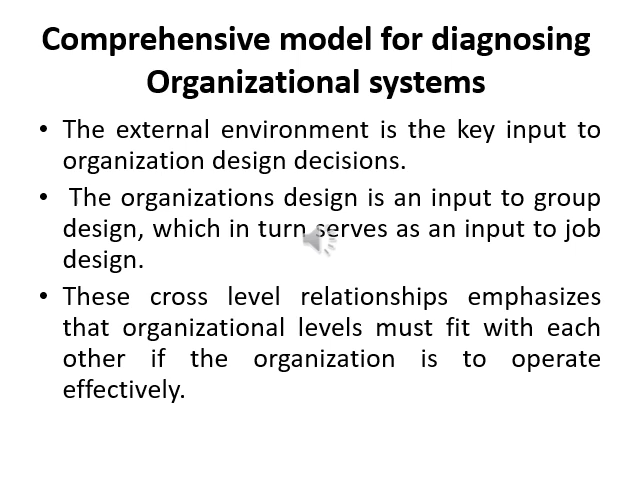 Comprehensive model for diagnosing
Organizational systems
• The external environment is the key input to
organization design decisions.
• The organizations design is an input to group
design, which in turn serves as an input to job
design.
• These cross level relationships emphasizes
that organizational levels must fit with each
other if the organization is to operate
effectively.